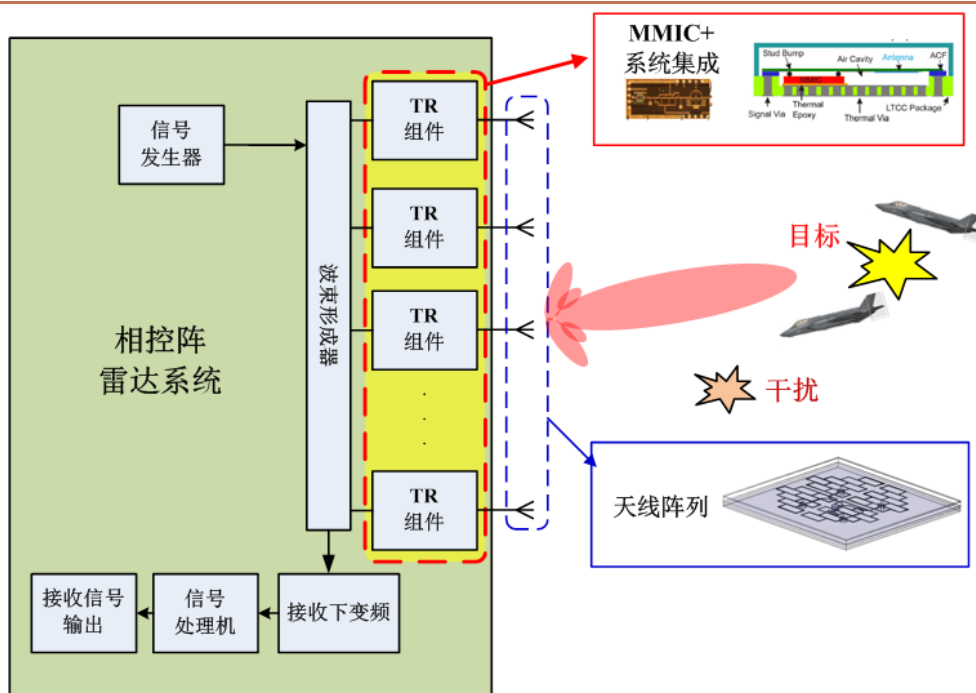 MMIC+
系统集成
Stud Bump
Air Cavity
Antenna
ACF
MMIC
Signal Via
Thermal
Epoxy
Thermal Via
LTCC Package
信号
发生器
TR
组件
TR
组件
TR
组件
TR
组件
波束形成器
相控阵
雷达系统
目标
干扰
天线阵列
接收信号
输出
信号
处理机
接收下变频